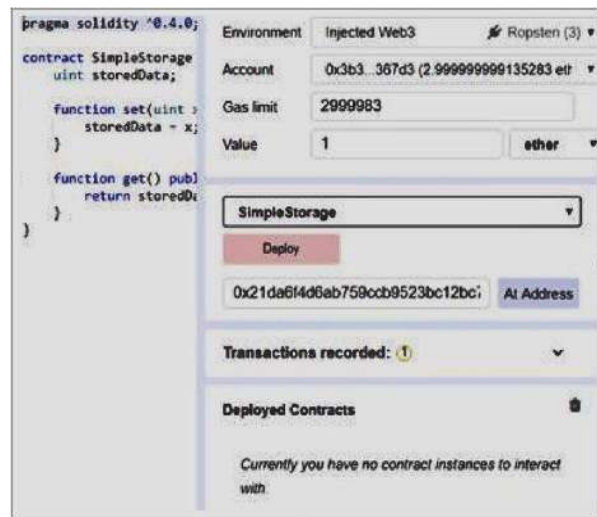 pragma solidity ^0.4.0;
contract SimpleStorage
uint storedData;
function set(uint
storedData = x;
}
function get() publ
return storedDa
}
}
Environment Injected Web3 Ropsten (3)
Account 0x3b3...367d3 (2.999999999135283 eth
Gas limit 2999983
Value 1 ether
SimpleStorage
Deploy
0x21da6f4d6ab759ccb9523bc12bc7 At Address
Transactions recorded: 1
Deployed Contracts
Currently you have no contract instances to interact
with.